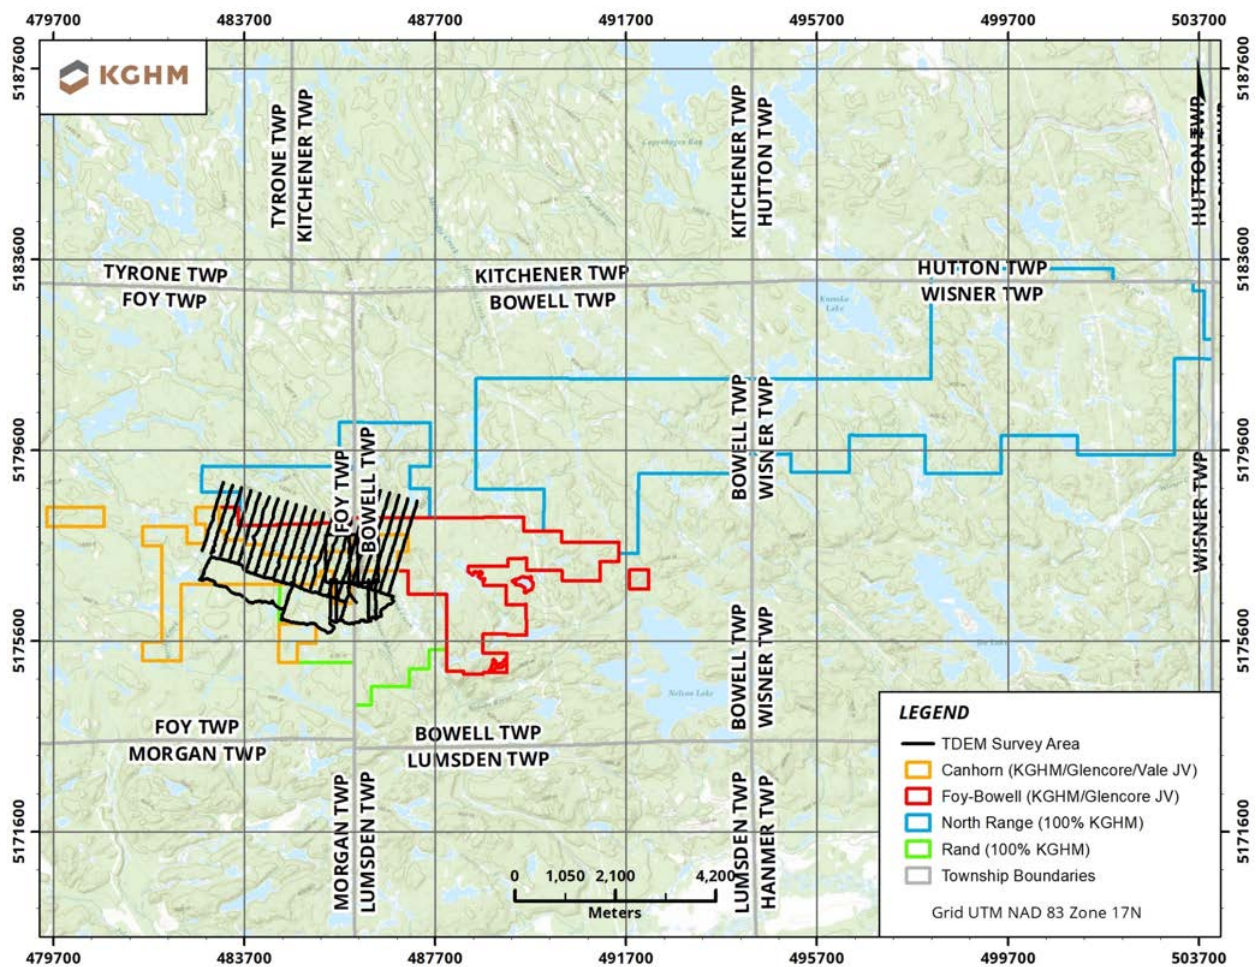 479700 483700 487700 491700 495700 499700 503700
5187600
5187600
KGHM
TYRONE TWP
KITCHENER TWP
KITCHENER TWP
HUTTON TWP
HUTTON TWP
Copenhagen Bay
5183600
5183600
TYRONE TWP
FOY TWP
KITCHENER TWP
BOWELL TWP
HUTTON TWP
WISNER TWP
5179600
5179600
FOY TWP
BOWELL TWP
BOWELL TWP
WISNER TWP
WISNER TWP
5175600
5175600
BOWELL TWP
WISNER TWP
Nelson Lake
FOY TWP
MORGAN TWP
BOWELL TWP
LUMSDEN TWP
5171600
5171600
MORGAN TWP
LUMSDEN TWP
LUMSDEN TWP
HANMER TWP
0 1,050 2,100 4,200
Meters
LEGEND
TDEM Survey Area
Canhorn (KGHM/Glencore/Vale JV)
Foy-Bowell (KGHM/Glencore JV)
North Range (100% KGHM)
Rand (100% KGHM)
Township Boundaries
Grid UTM NAD 83 Zone 17N
479700 483700 487700 491700 495700 499700 503700